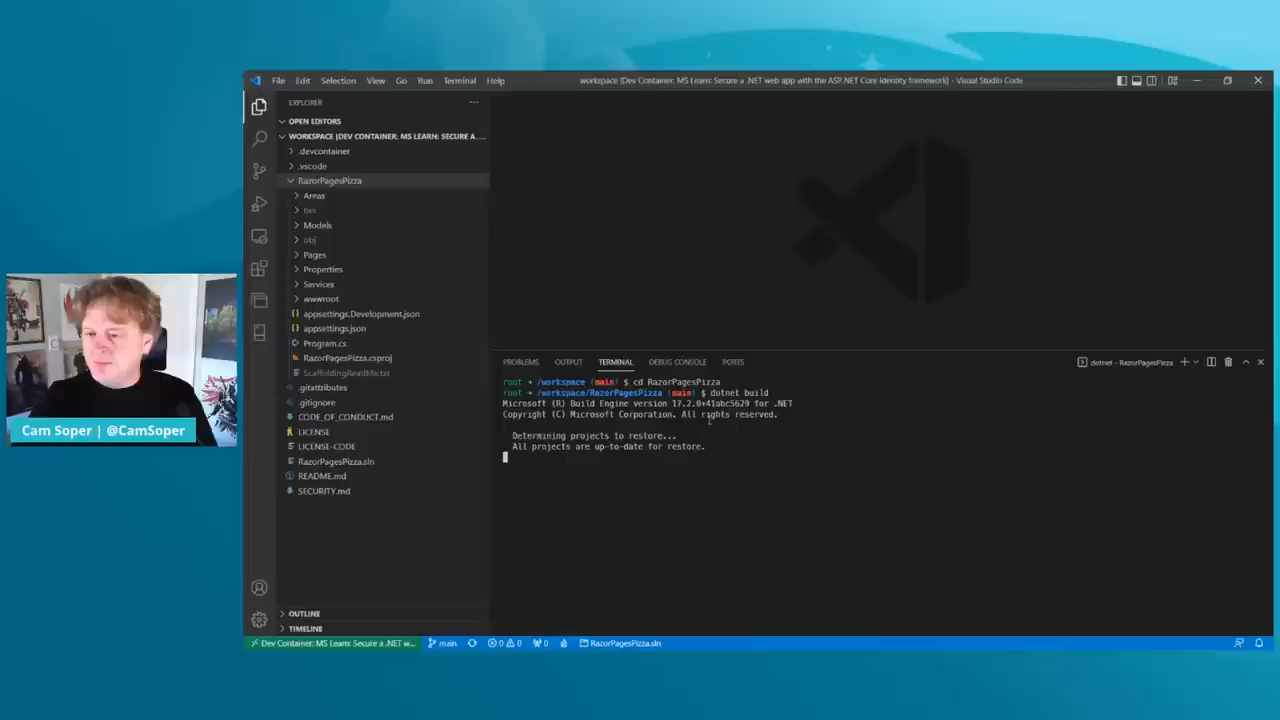 File Edit Selection View Go Run Terminal Help
workspace [Dev Container: MS Learn: Secure a .NET web app with the ASP.NET Core Identity framework] - Visual Studio Code
EXPLORER
OPEN EDITORS
WORKSPACE [DEV CONTAINER: MS LEARN: SECURE A ...
.devcontainer
.vscode
RazorPagesPizza
Areas
bin
Models
obj
Pages
Properties
Services
wwwroot
appsettings.Development.json
appsettings.json
Program.cs
RazorPagesPizza.csproj
ScaffoldingReadMe.txt
.gitattributes
.gitignore
CODE_OF_CONDUCT.md
LICENSE
LICENSE-CODE
RazorPagesPizza.sln
README.md
SECURITY.md
OUTLINE
TIMELINE
PROBLEMS OUTPUT TERMINAL DEBUG CONSOLE PORTS
dotnet - RazorPagesPizza
root → /workspace (main) $ cd RazorPagesPizza
root → /workspace/RazorPagesPizza (main) $ dotnet build
Microsoft (R) Build Engine version 17.2.0+41abc5629 for .NET
Copyright (C) Microsoft Corporation. All rights reserved.
Determining projects to restore...
All projects are up-to-date for restore.
Cam Soper | @CamSoper
Dev Container: MS Learn: Secure a .NET w... main 0 0 0 RazorPagesPizza.sln